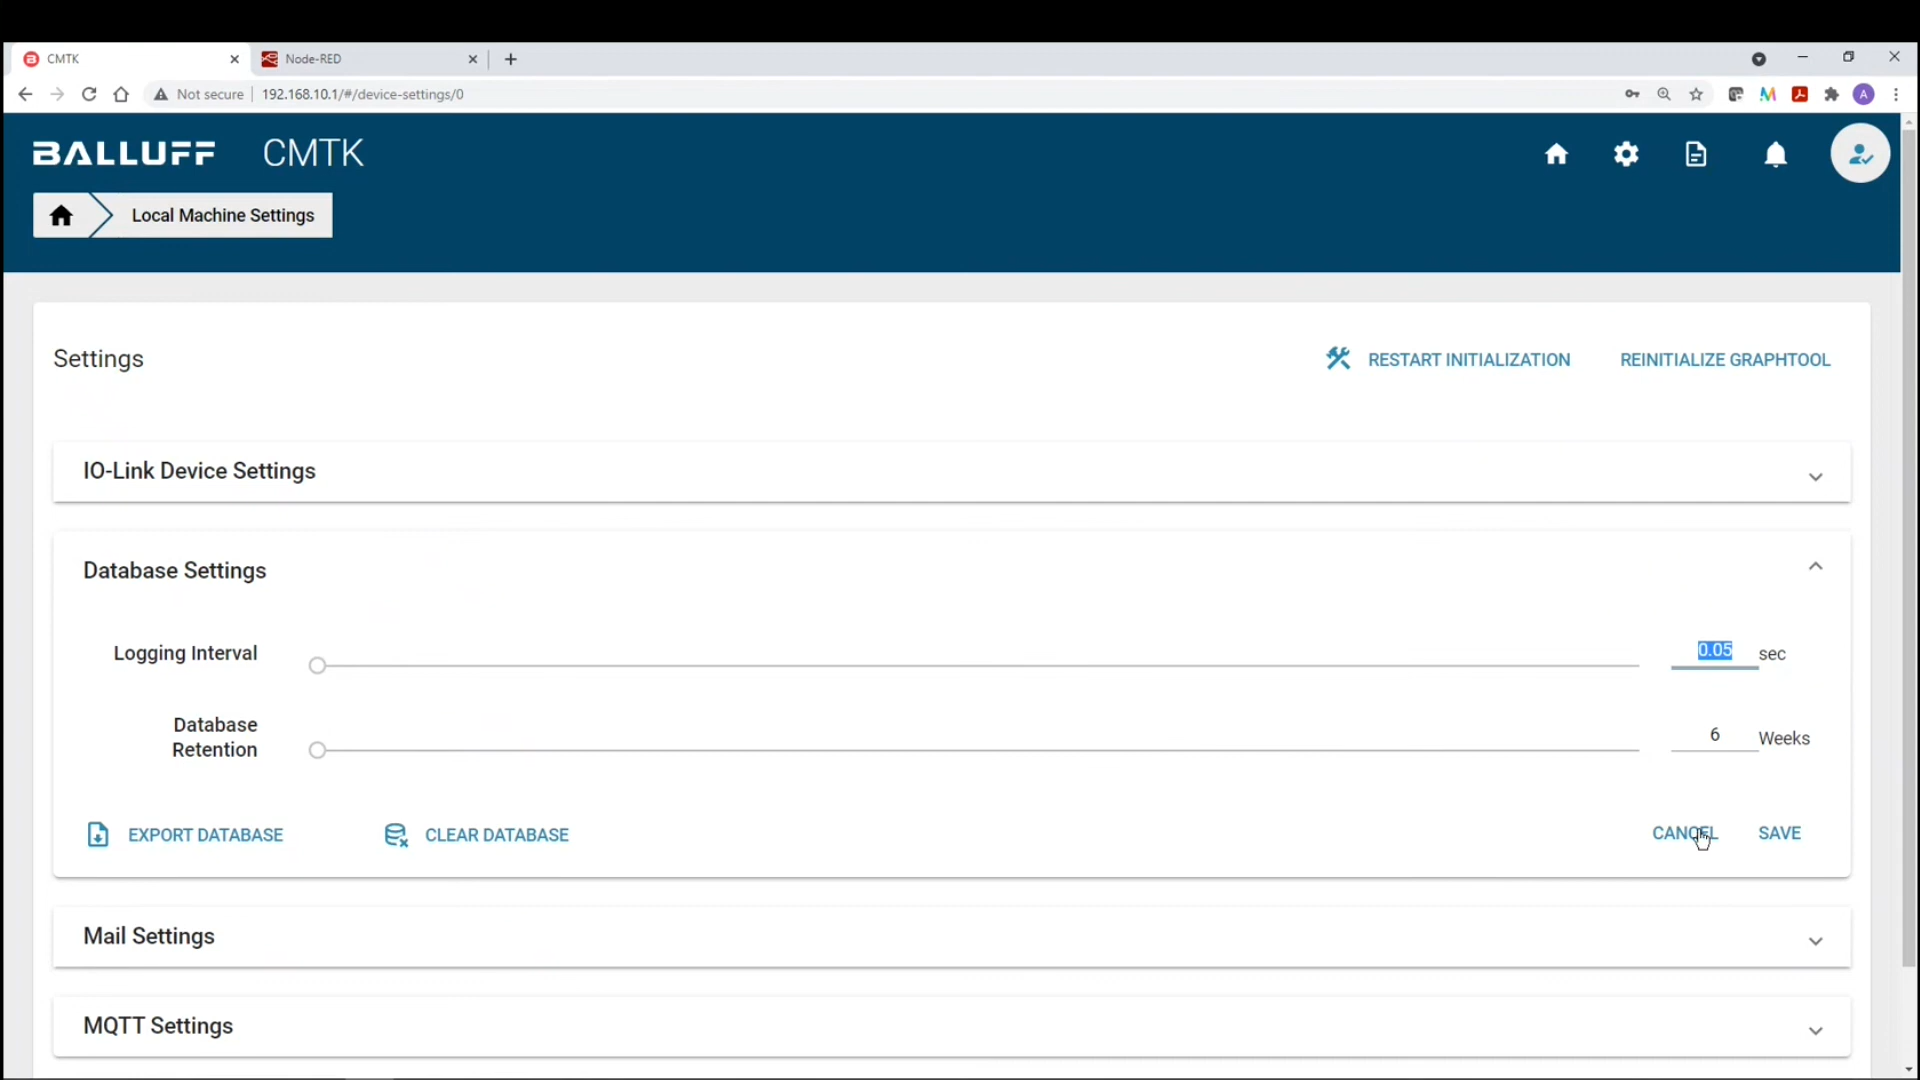 CMTK
Node-RED
Not secure 192.168.10.1/#/device-settings/0
A
BALLUFF CMTK
Local Machine Settings
Settings
RESTART INITIALIZATION
REINITIALIZE GRAPHTOOL
IO-Link Device Settings
Database Settings
Logging Interval
0.05 sec
Database
Retention
6 Weeks
EXPORT DATABASE
CLEAR DATABASE
CANCEL
SAVE
Mail Settings
MQTT Settings